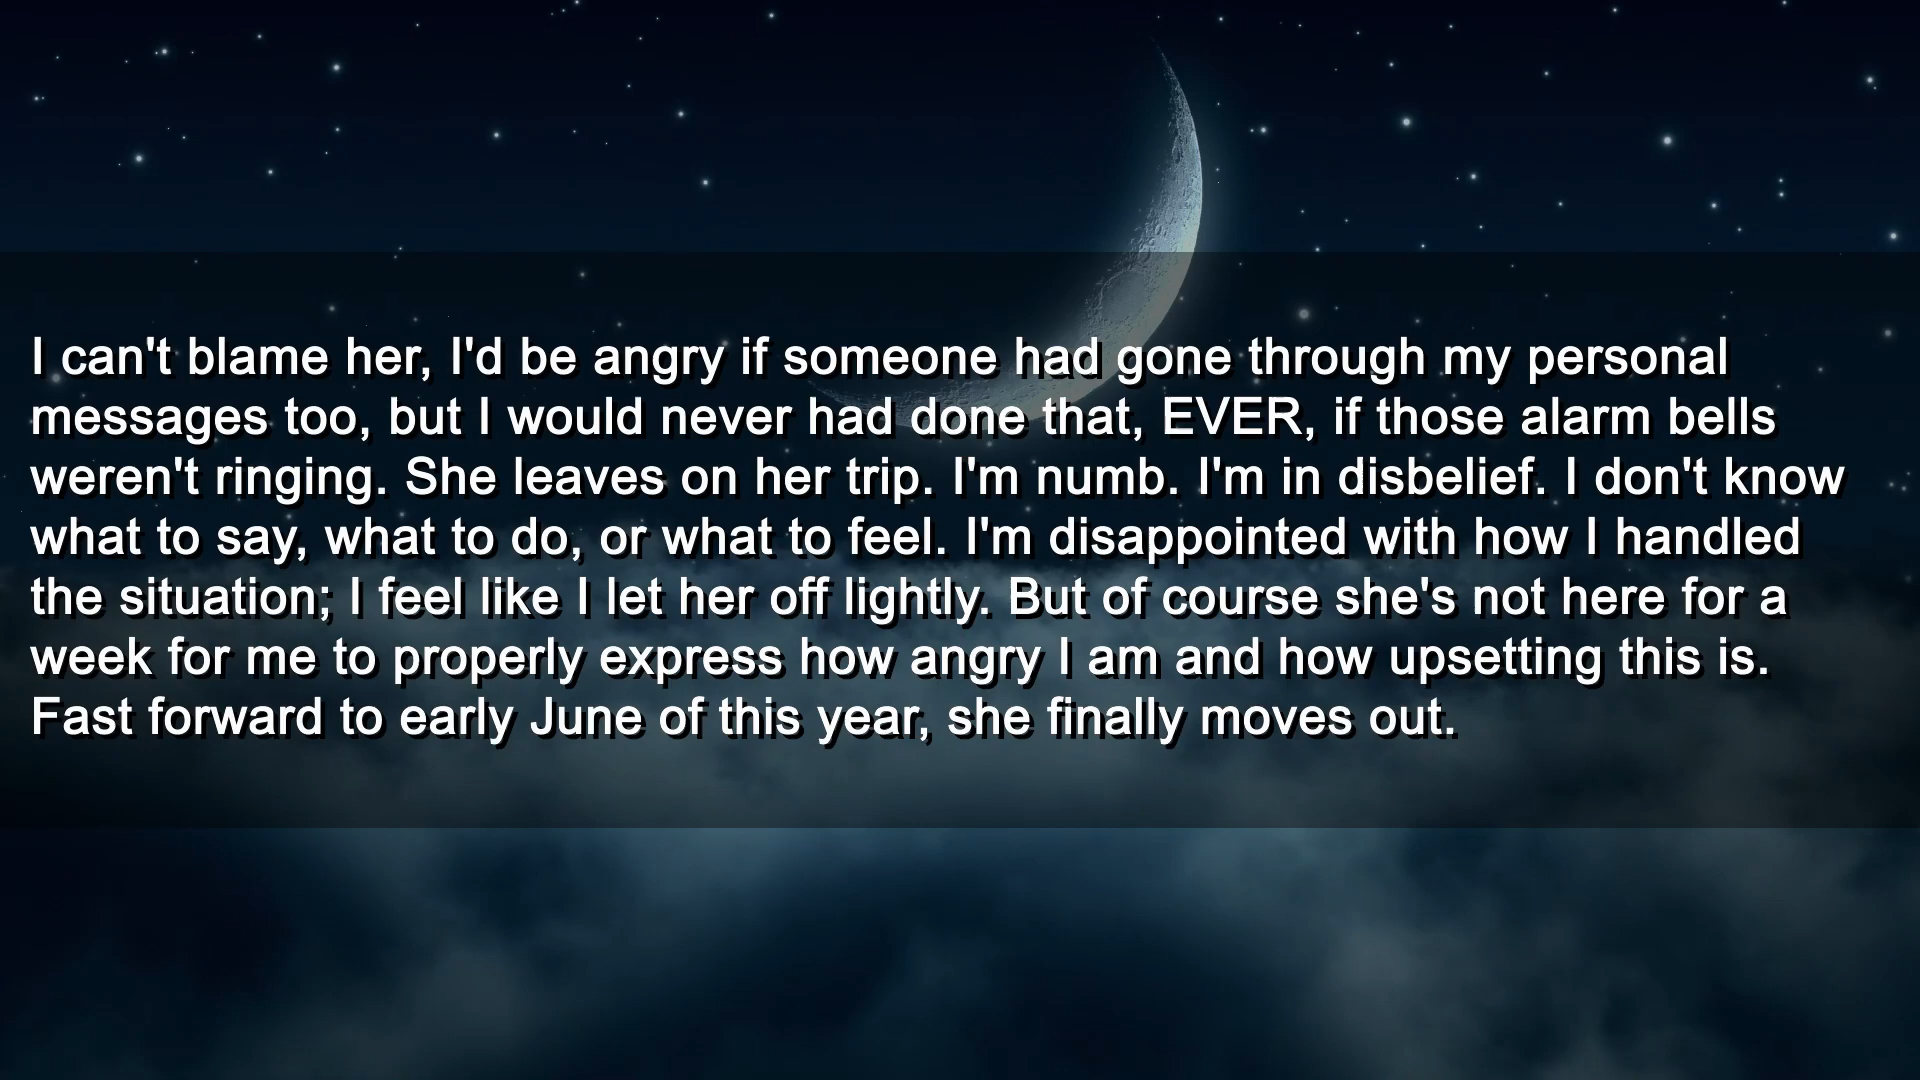 I can't blame her, I'd be angry if someone had gone through my personal
messages too, but I would never had done that, EVER, if those alarm bells
weren't ringing. She leaves on her trip. I'm numb. I'm in disbelief. I don't know
what to say, what to do, or what to feel. I'm disappointed with how I handled
the situation; I feel like I let her off lightly. But of course she's not here for a
week for me to properly express how angry I am and how upsetting this is.
Fast forward to early June of this year, she finally moves out.